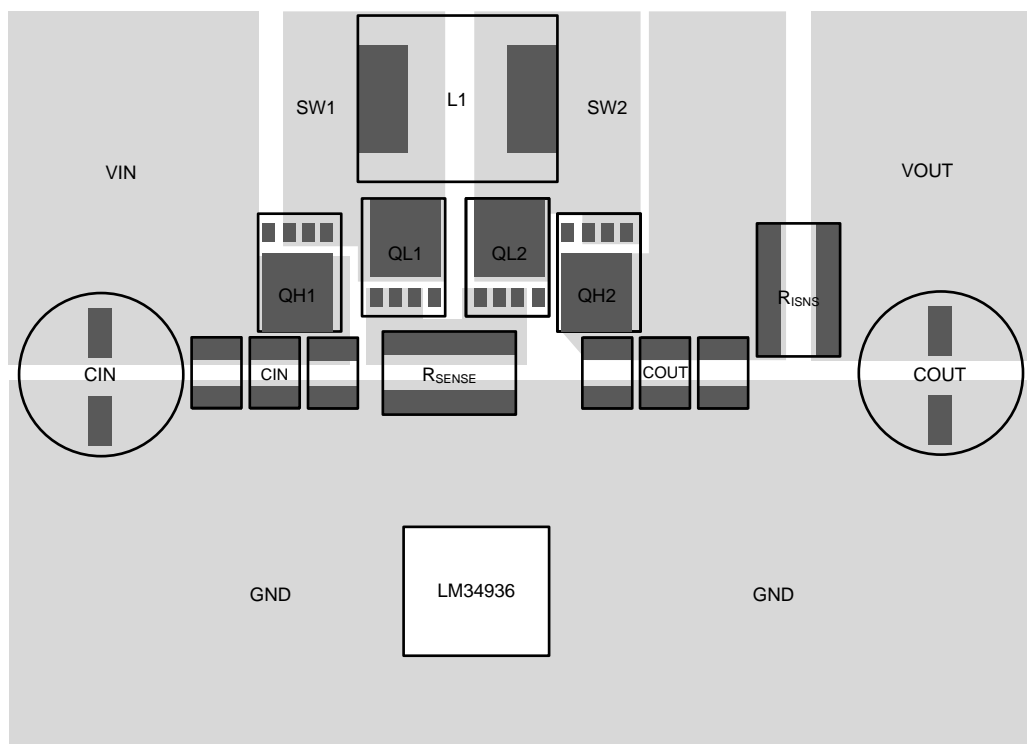 L1
SW1
SW2
VIN
VOUT
QL1
QL2
QH1
QH2
RISNS
CIN
CIN
RSENSE
COUT
COUT
LM34936
GND
GND